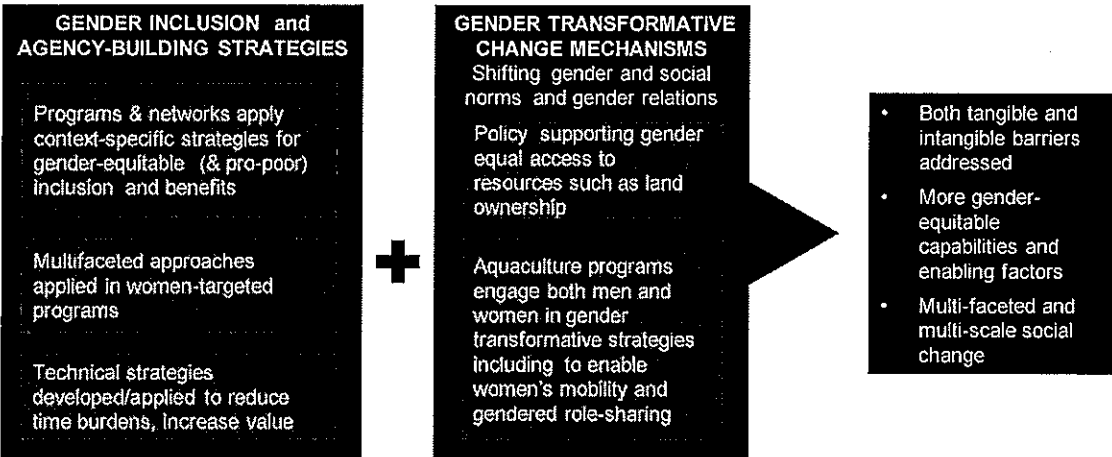 GENDER INCLUSION and
AGENCY-BUILDING STRATEGIES
Programs & networks apply
context-specific strategies for
gender-equitable (& pro-poor)
inclusion and benefits
Multifaceted approaches
applied in women-targeted
programs
Technical strategies
developed/applied to reduce
time burdens, increase value
+
GENDER TRANSFORMATIVE
CHANGE MECHANISMS
Shifting gender and social
norms and gender relations
Policy supporting gender
equal access to
resources such as land
ownership
Aquaculture programs
engage both men and
women in gender
transformative strategies
including to enable
women's mobility and
gendered role-sharing
• Both tangible and
intangible barriers
addressed
• More gender-
equitable
capabilities and
enabling factors
• Multi-faceted and
multi-scale social
change